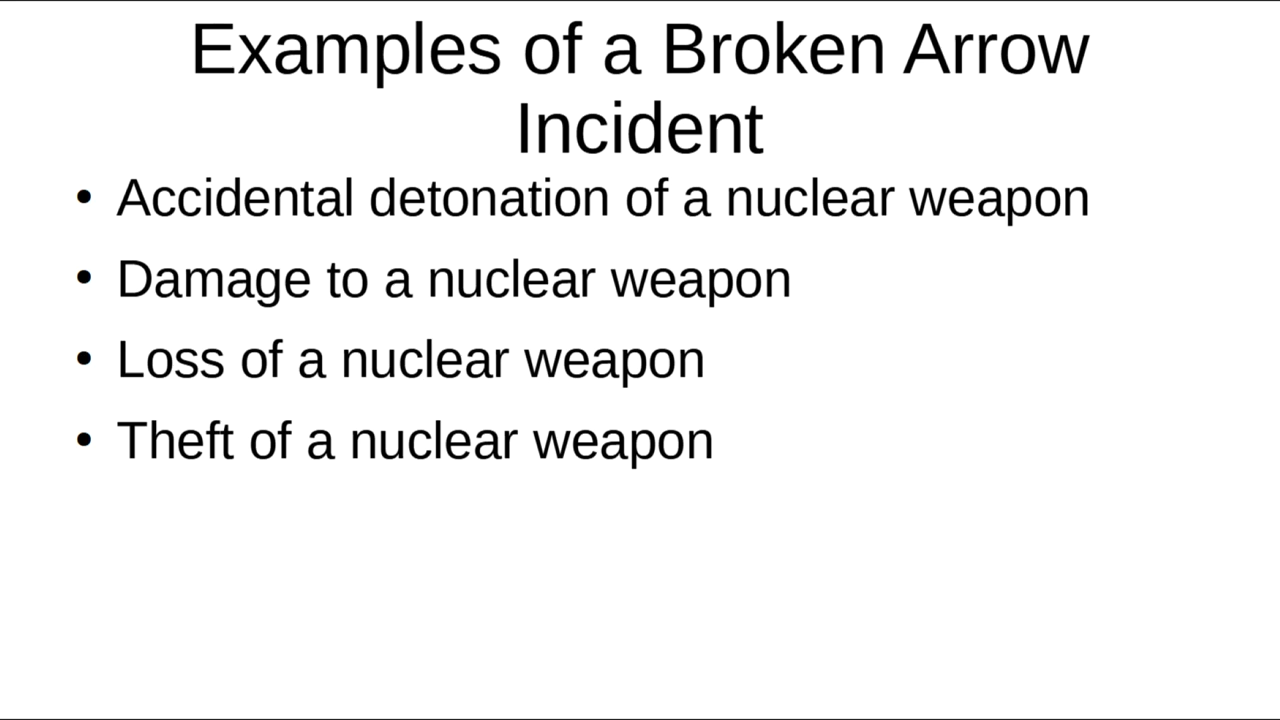 Examples of a Broken Arrow
Incident
• Accidental detonation of a nuclear weapon
• Damage to a nuclear weapon
• Loss of a nuclear weapon
• Theft of a nuclear weapon